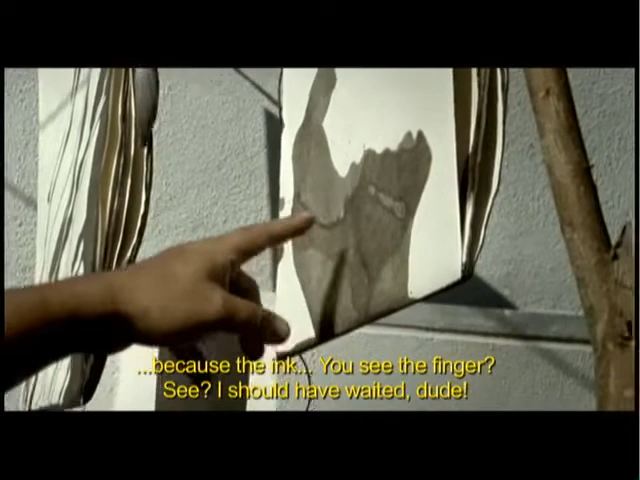 ...because the ink... You see the finger?
See? I should have waited, dude!